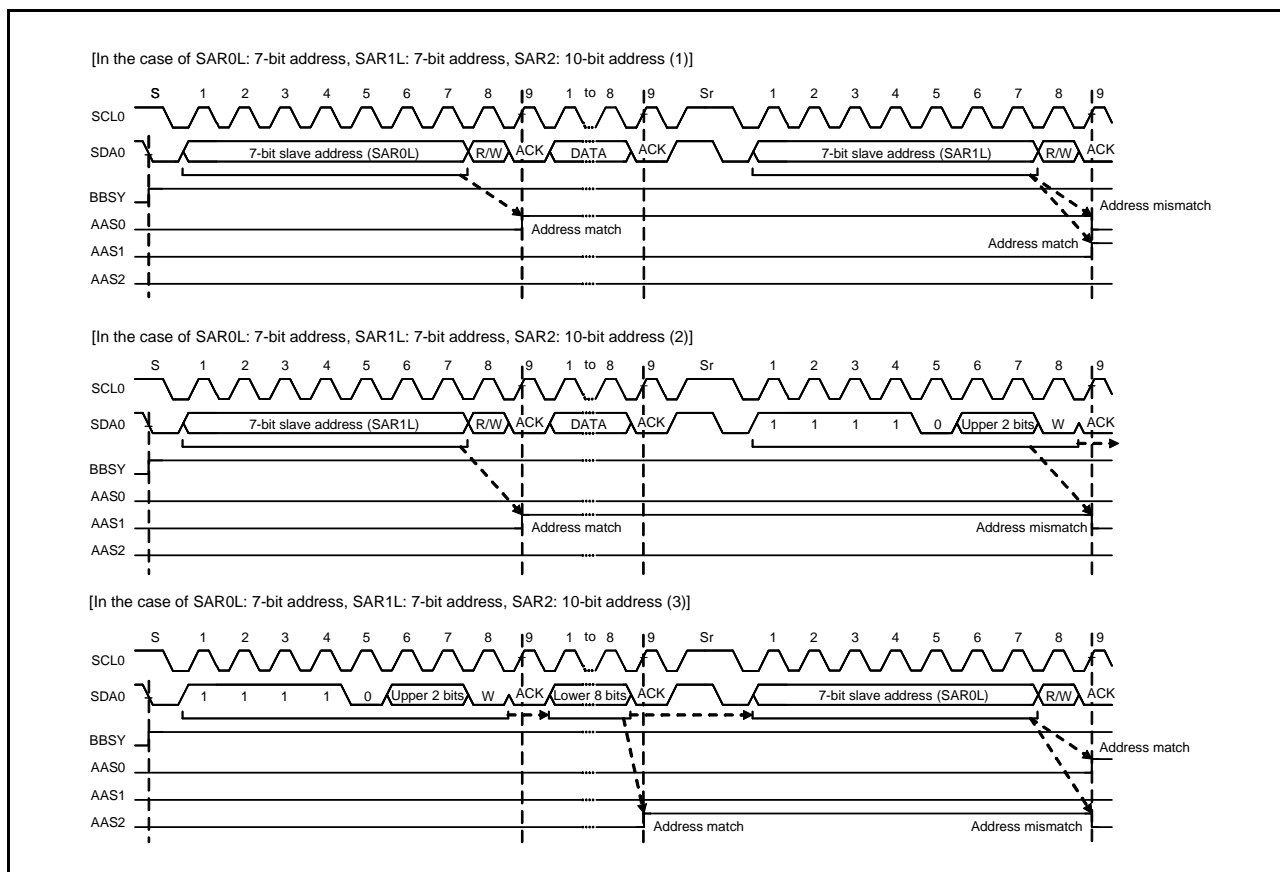 [In the case of SAR0L: 7-bit address, SAR1L: 7-bit address, SAR2: 10-bit address (1)]
S 1 2 3 4 5 6 7 8 9 1 to 8 9 Sr 1 2 3 4 5 6 7 8 9
SCL0
SDA0 7-bit slave address (SAR0L) R/W ACK DATA ACK 7-bit slave address (SAR1L) R/W ACK
BBSY
Address mismatch
AAS0 Address match
Address match
AAS1
AAS2
[In the case of SAR0L: 7-bit address, SAR1L: 7-bit address, SAR2: 10-bit address (2)]
S 1 2 3 4 5 6 7 8 9 1 to 8 9 Sr 1 2 3 4 5 6 7 8 9
SCL0
SDA0 7-bit slave address (SAR1L) R/W ACK DATA ACK 1 1 1 1 0 Upper 2 bits W ACK
BBSY
AAS0
AAS1 Address match Address mismatch
AAS2
[In the case of SAR0L: 7-bit address, SAR1L: 7-bit address, SAR2: 10-bit address (3)]
S 1 2 3 4 5 6 7 8 9 1 to 8 9 Sr 1 2 3 4 5 6 7 8 9
SCL0
SDA0 1 1 1 1 0 Upper 2 bits W ACK Lower 8 bits ACK 7-bit slave address (SAR0L) R/W ACK
BBSY
Address match
AAS0
AAS1
AAS2 Address match Address mismatch